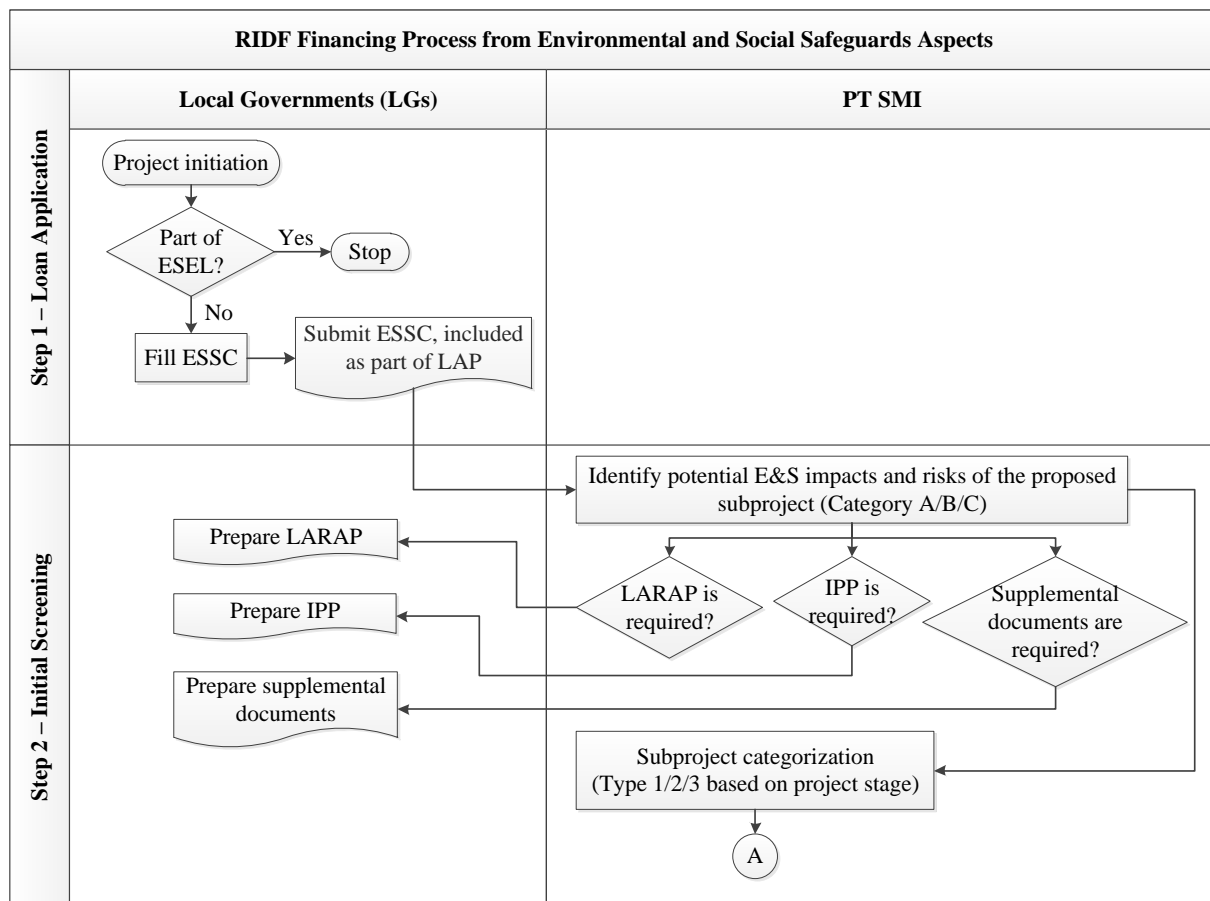 RIDF Financing Process from Environmental and Social Safeguards Aspects
Local Governments (LGs)
PT SMI
Step 1 – Loan Application
Project initiation
Part of
ESEL?
Yes
Stop
No
Fill ESSC
Submit ESSC, included
as part of LAP
Step 2 – Initial Screening
Identify potential E&S impacts and risks of the proposed
subproject (Category A/B/C)
Prepare LARAP
LARAP is
required?
IPP is
required?
Supplemental
documents are
required?
Prepare IPP
Prepare supplemental
documents
Subproject categorization
(Type 1/2/3 based on project stage)
A